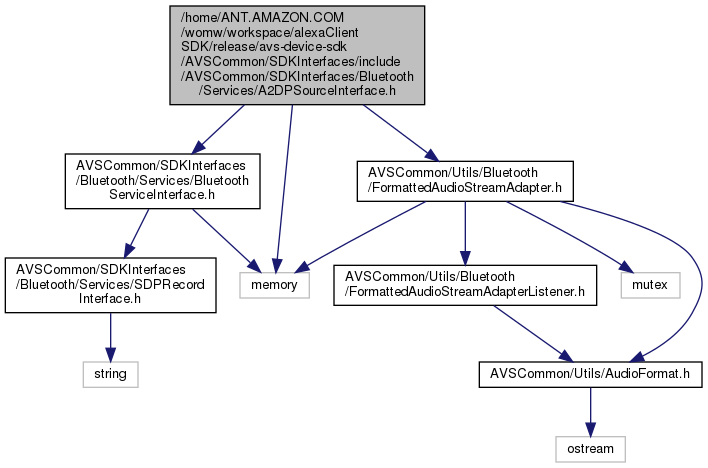 /home/ANT.AMAZON.COM
/womw/workspace/alexaClient
SDK/release/avs-device-sdk
/AVSCommon/SDKInterfaces/include
/AVSCommon/SDKInterfaces/Bluetooth
/Services/A2DPSourceInterface.h
AVSCommon/SDKInterfaces
/Bluetooth/Services/Bluetooth
ServiceInterface.h
AVSCommon/Utils/Bluetooth
/FormattedAudioStreamAdapter.h
AVSCommon/SDKInterfaces
/Bluetooth/Services/SDPRecord
Interface.h
memory
AVSCommon/Utils/Bluetooth
/FormattedAudioStreamAdapterListener.h
mutex
string
AVSCommon/Utils/AudioFormat.h
ostream